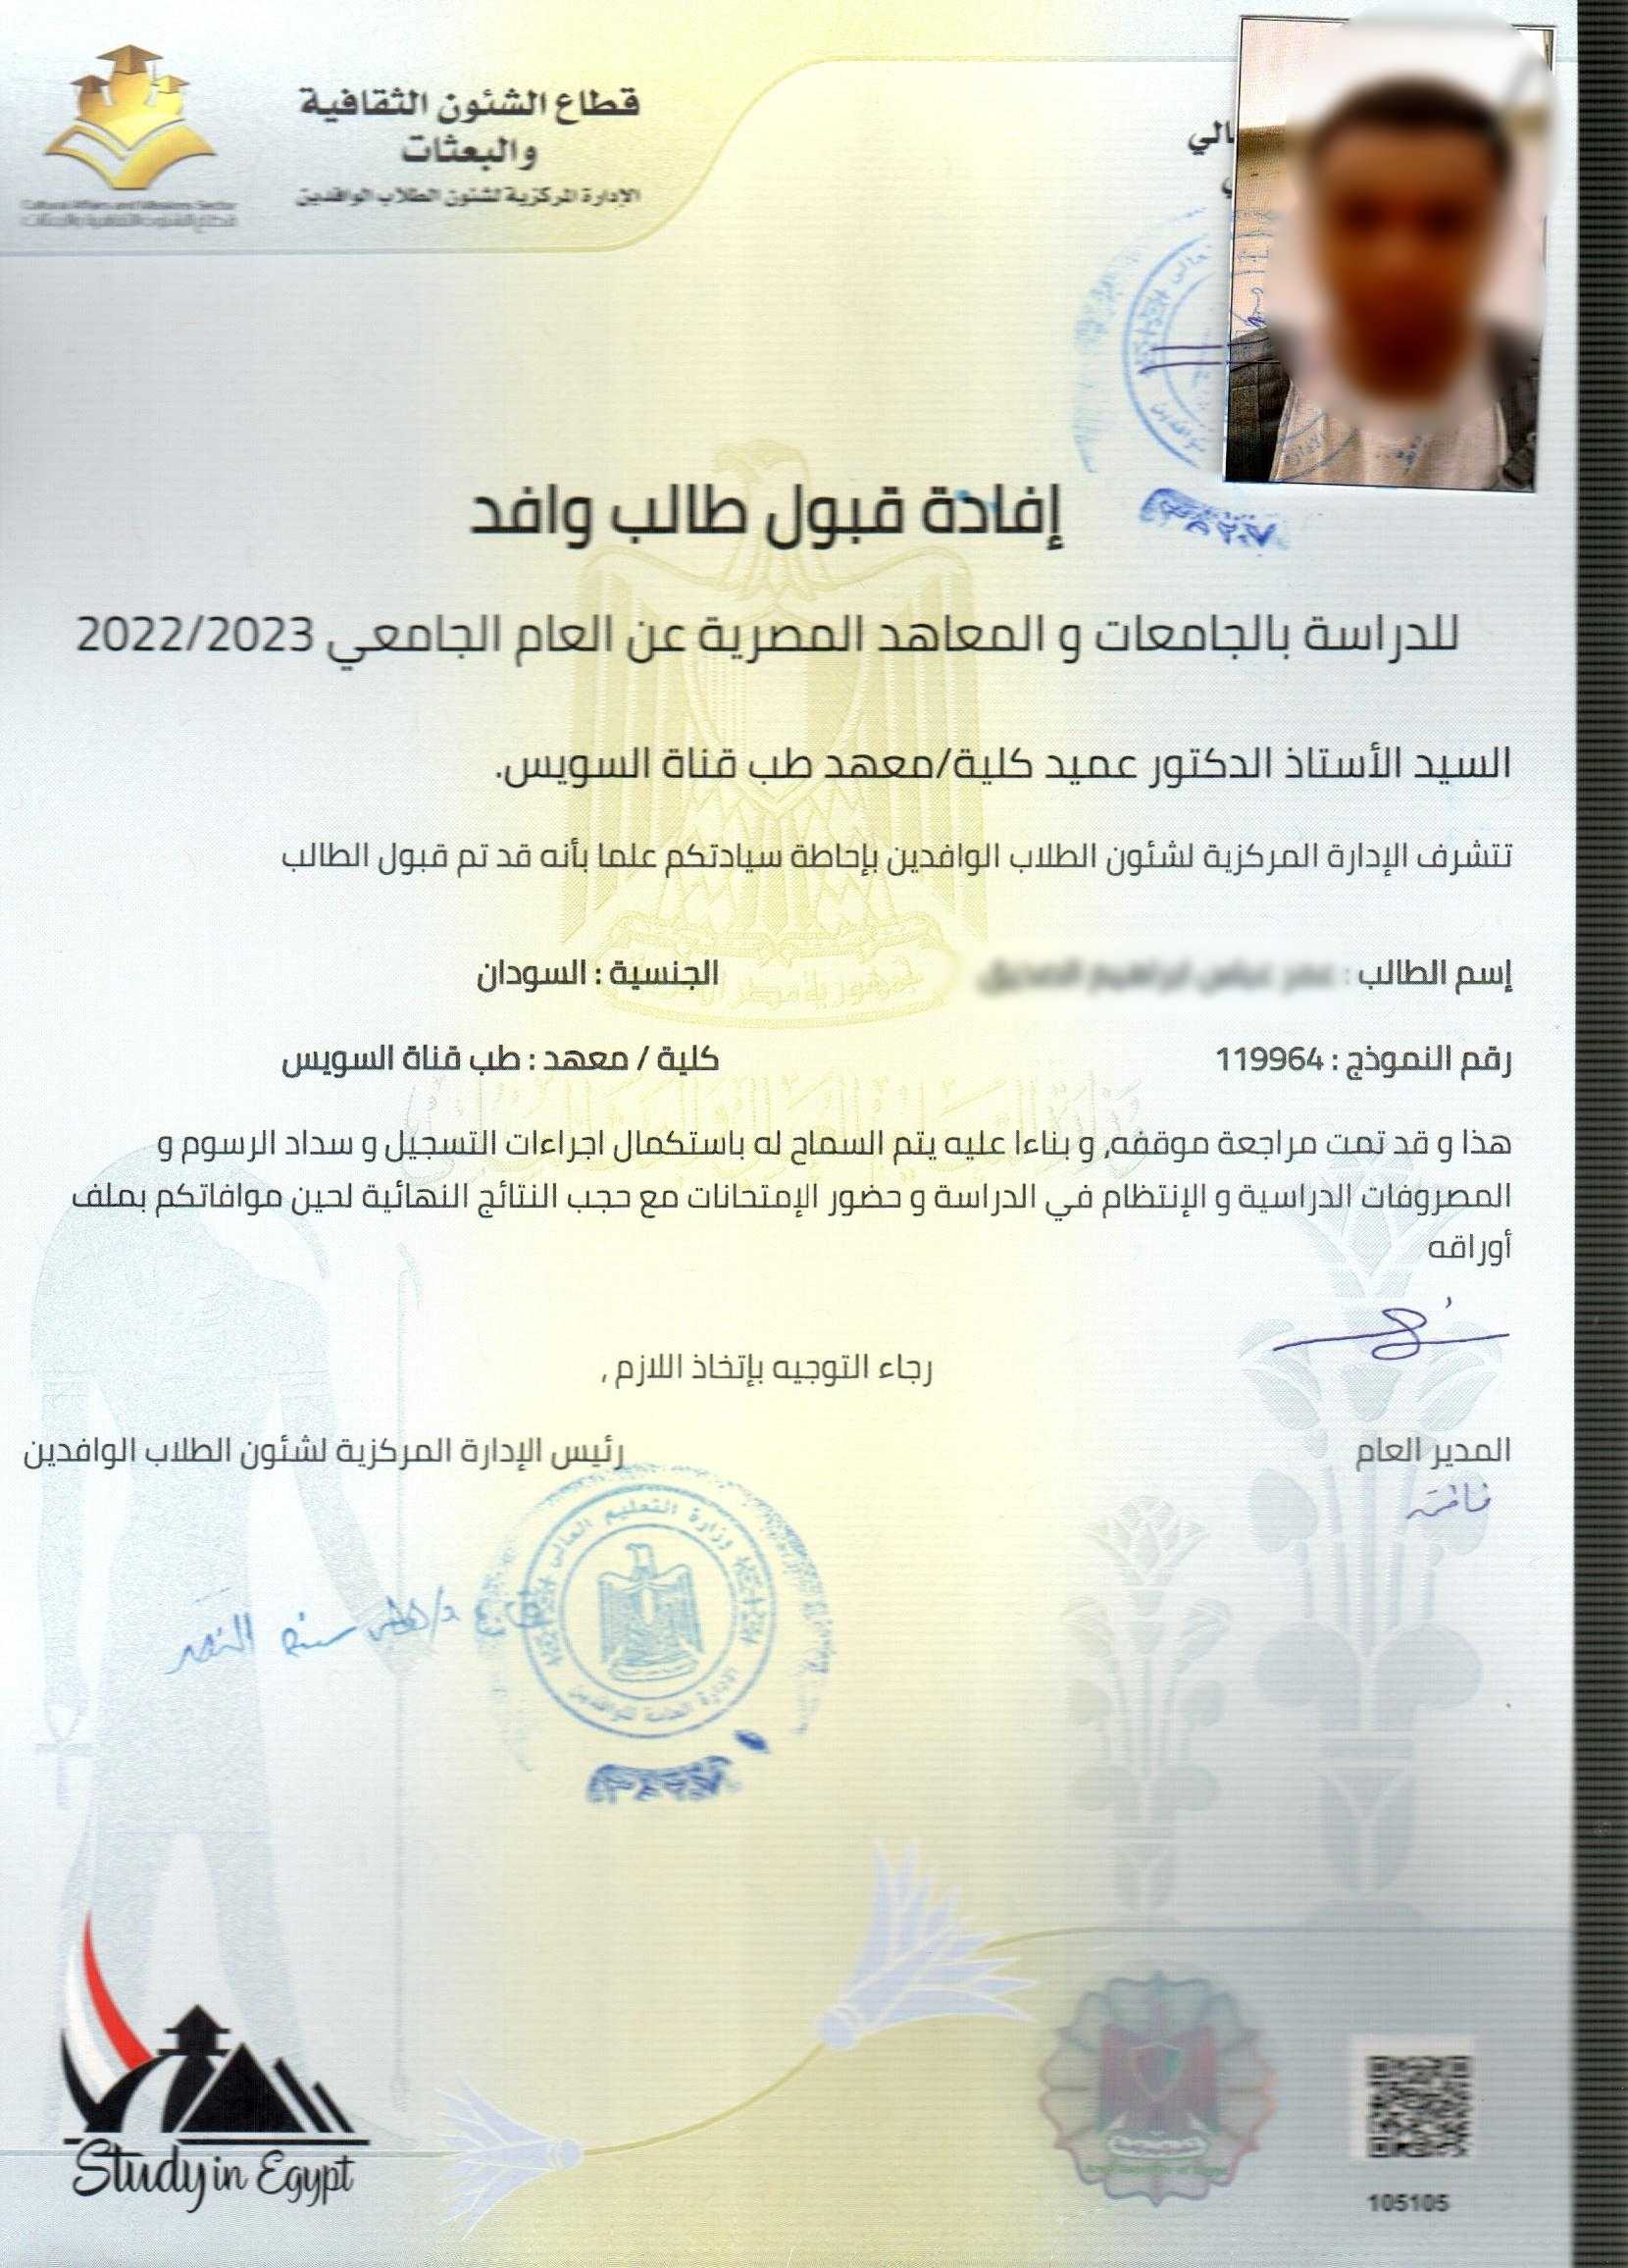 قطاع الشئون الثقافية
والبعثات
الإدارة المركزية لشئون الطلاب الوافدين
Cultural Affairs and Missions Sector
قطاع الشئون الثقافية والبعثات
إفادة قبول طالب وافد
للدراسة بالجامعات و المعاهد المصرية عن العام الجامعي 2022/2023
السيد الأستاذ الدكتور عميد كلية/معهد طب قناة السويس.
تتشرف الإدارة المركزية لشئون الطلاب الوافدين بإحاطة سيادتكم علما بأنه قد تم قبول الطالب
إسم الطالب : الجنسية : السودان
رقم النموذج : 119964 كلية / معهد : طب قناة السويس
هذا و قد تمت مراجعة موقفه, و بناءا عليه يتم السماح له باستكمال اجراءات التسجيل و سداد الرسوم و
المصروفات الدراسية و الإنتظام في الدراسة و حضور الإمتحانات مع حجب النتائج النهائية لحين موافاتكم بملف
أوراقه
رجاء التوجيه بإتخاذ اللازم ,
المدير العام رئيس الإدارة المركزية لشئون الطلاب الوافدين
وزارة التعليم العالى
الإدارة العامة للوافدين
Study in Egypt
105105